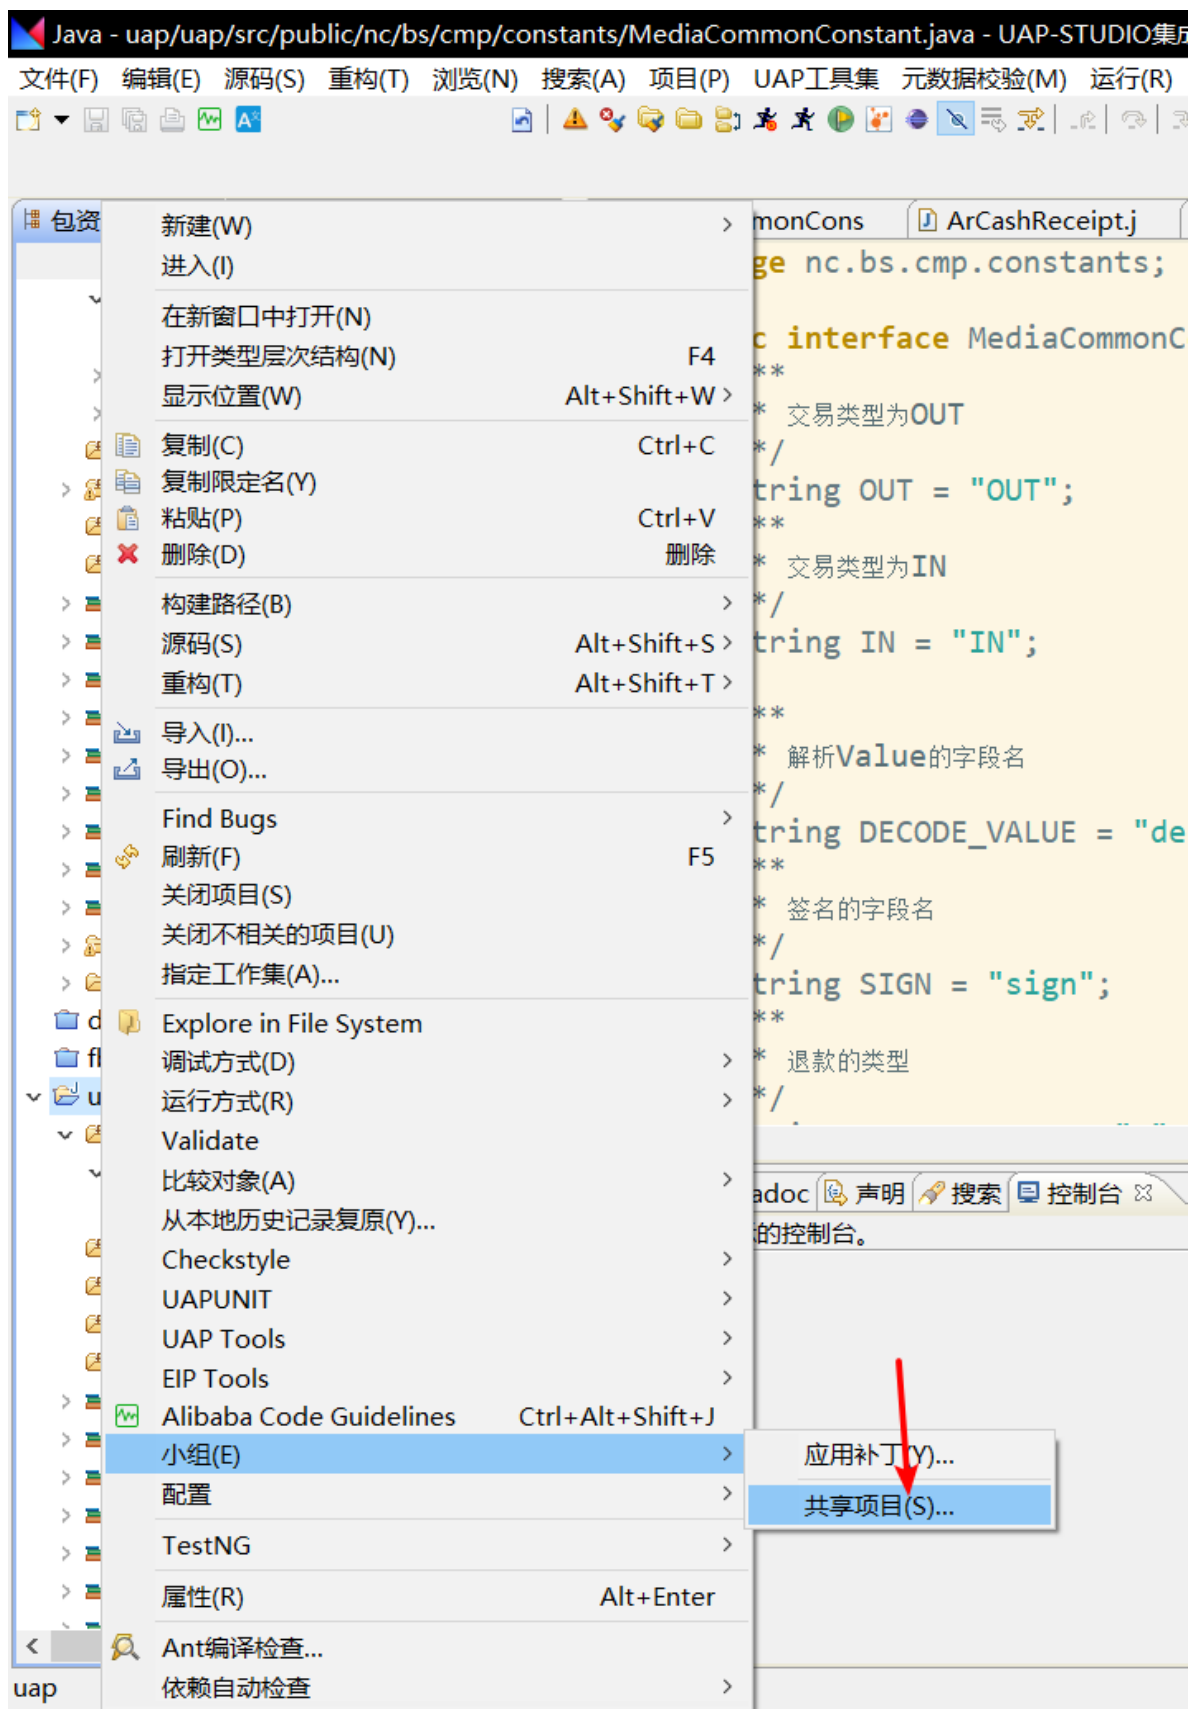 Java - uap/uap/src/public/nc/bs/cmp/constants/MediaCommonConstant.java - UAP-STUDIO集成
文件(F) 编辑(E) 源码(S) 重构(T) 浏览(N) 搜索(A) 项目(P) UAP工具集 元数据校验(M) 运行(R)
包资
monCons
ArCashReceipt.j
新建(W)
进入(I)
在新窗口中打开(N)
打开类型层次结构(N) F4
显示位置(W) Alt+Shift+W
复制(C) Ctrl+C
复制限定名(Y)
粘贴(P) Ctrl+V
删除(D) 删除
构建路径(B)
源码(S) Alt+Shift+S
重构(T) Alt+Shift+T
导入(I)...
导出(O)...
Find Bugs
刷新(F) F5
关闭项目(S)
关闭不相关的项目(U)
指定工作集(A)...
Explore in File System
调试方式(D)
运行方式(R)
Validate
比较对象(A)
从本地历史记录复原(Y)...
Checkstyle
UAPUNIT
UAP Tools
EIP Tools
Alibaba Code Guidelines Ctrl+Alt+Shift+J
小组(E)
配置
TestNG
属性(R) Alt+Enter
Ant编译检查...
依赖自动检查
应用补丁(Y)...
共享项目(S)...
ge nc.bs.cmp.constants;
c interface MediaCommonC
**
* 交易类型为OUT
*/
tring OUT = "OUT";
**
* 交易类型为IN
*/
tring IN = "IN";
**
* 解析Value的字段名
*/
tring DECODE_VALUE = "de
**
* 签名的字段名
*/
tring SIGN = "sign";
**
* 退款的类型
*/
adoc 声明 搜索 控制台
的控制台。
d
u
uap